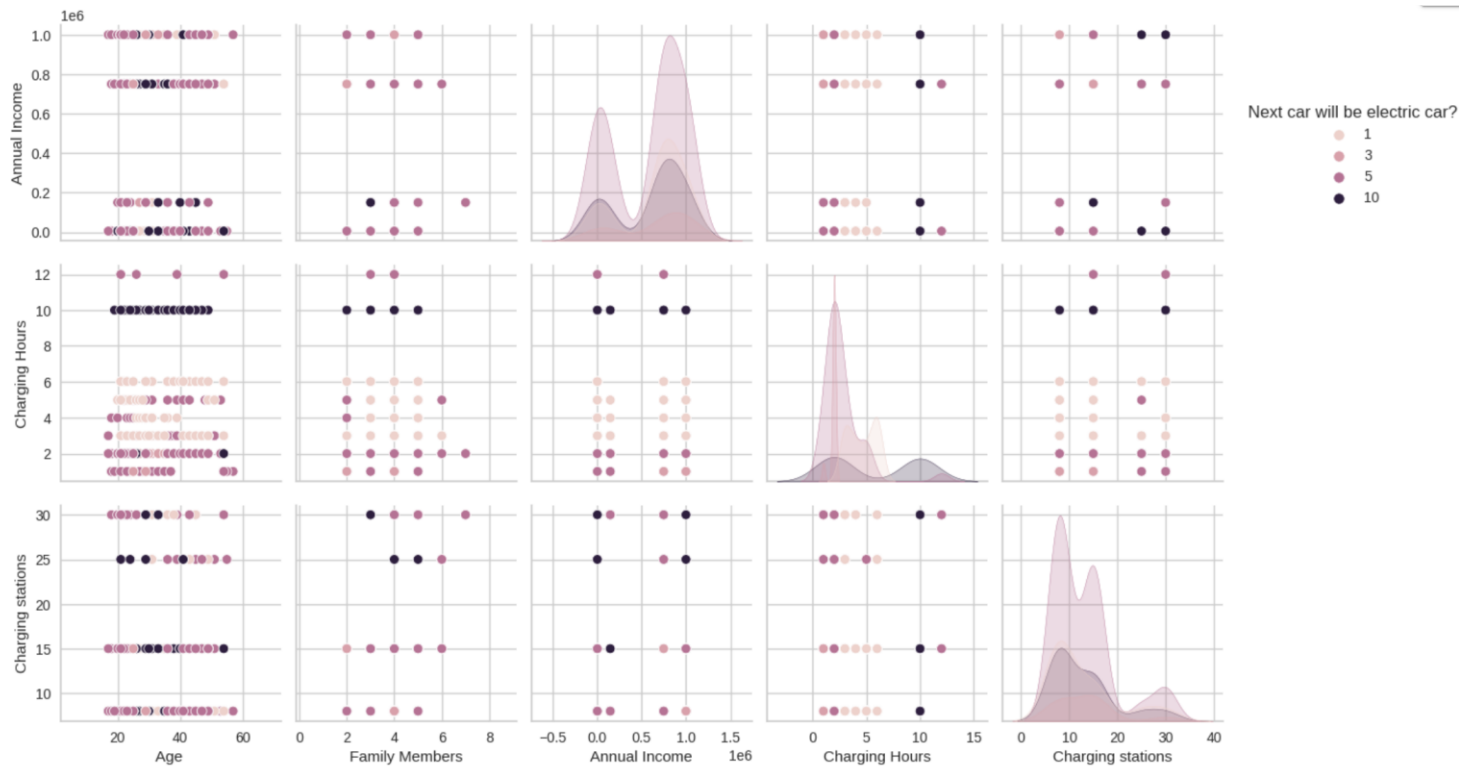 1e6
1.0
0.8
0.6
0.4
0.2
0.0
Annual Income
Next car will be electric car?
1
3
5
10
12
10
8
6
4
2
Charging Hours
30
25
20
15
10
Charging stations
20 40 60
Age
0 2 4 6 8
Family Members
−0.5 0.0 0.5 1.0 1.5
1e6
Annual Income
0 5 10 15
Charging Hours
0 10 20 30 40
Charging stations